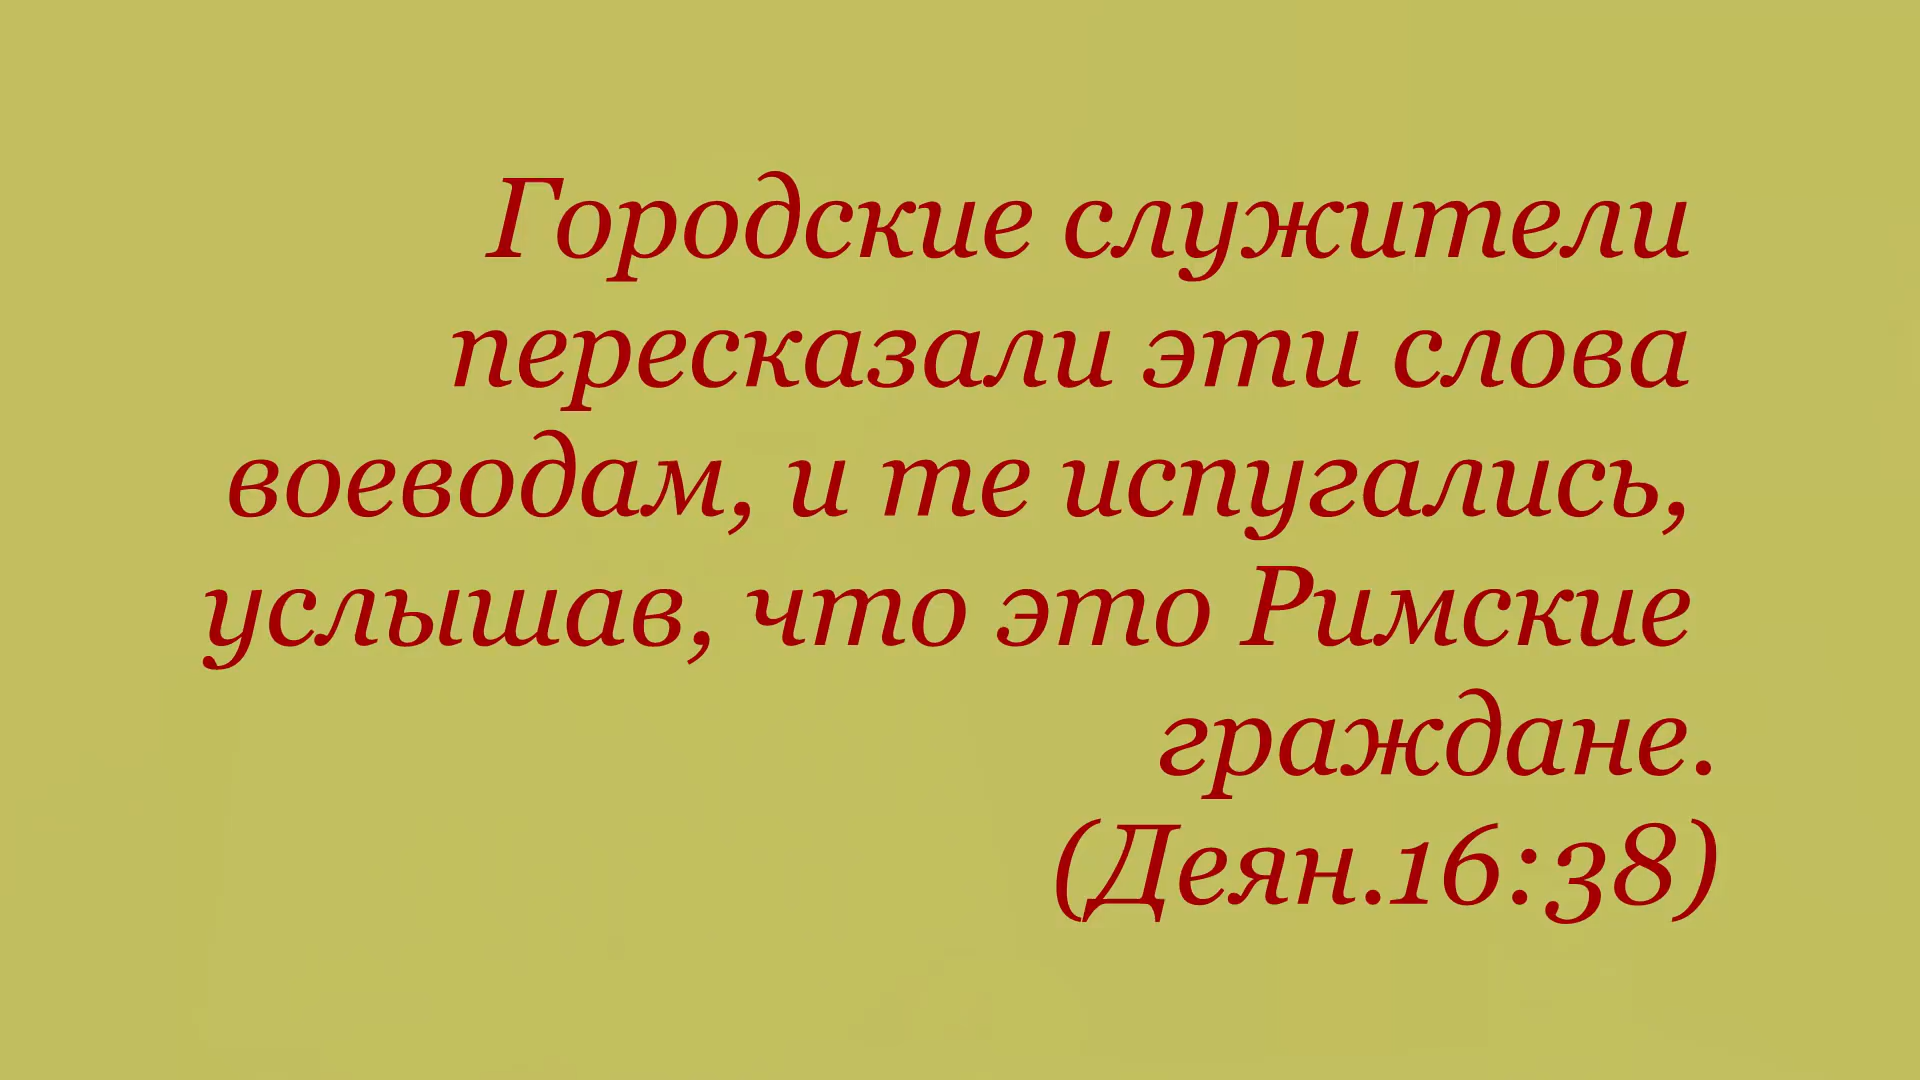 Городские служители
пересказали эти слова
воеводам, и те испугались,
услышав, что это Римские
граждане.
(Деян.16:38)